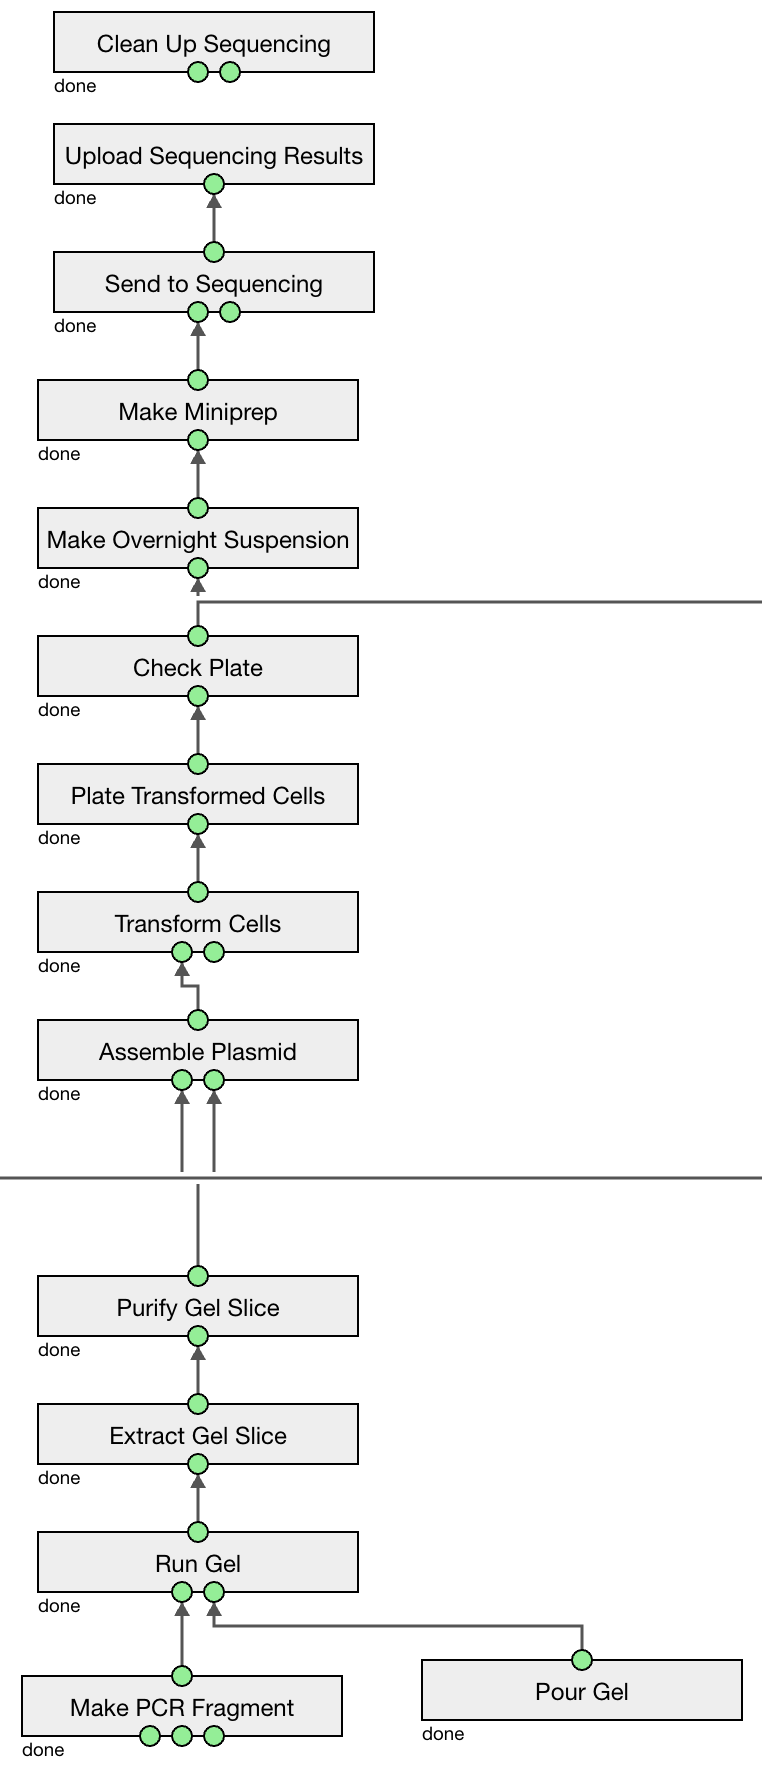 Clean Up Sequencing
done
Upload Sequencing Results
done
Send to Sequencing
done
Make Miniprep
done
Make Overnight Suspension
done
Check Plate
done
Plate Transformed Cells
done
Transform Cells
done
Assemble Plasmid
done
Purify Gel Slice
done
Extract Gel Slice
done
Run Gel
done
Make PCR Fragment
done
Pour Gel
done